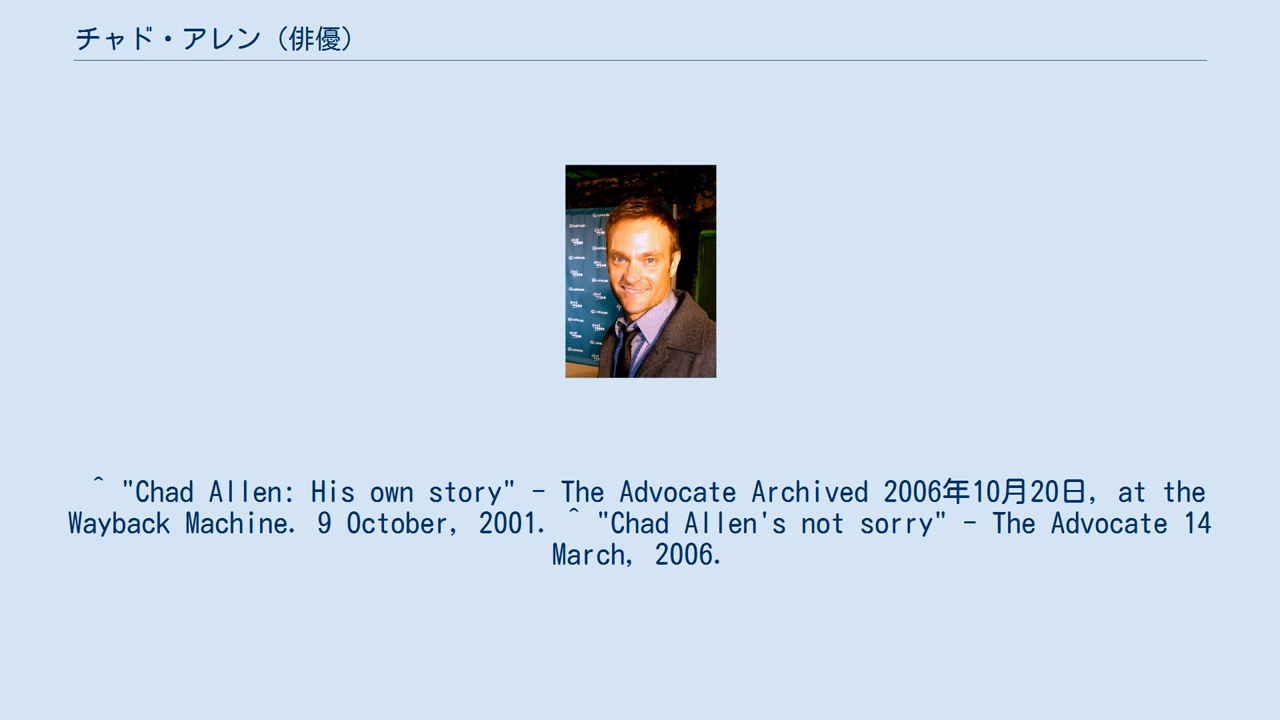 チャド・アレン（俳優）
^ "Chad Allen: His own story" - The Advocate Archived 2006年10月20日, at the
Wayback Machine. 9 October, 2001. ^ "Chad Allen's not sorry" - The Advocate 14
March, 2006.